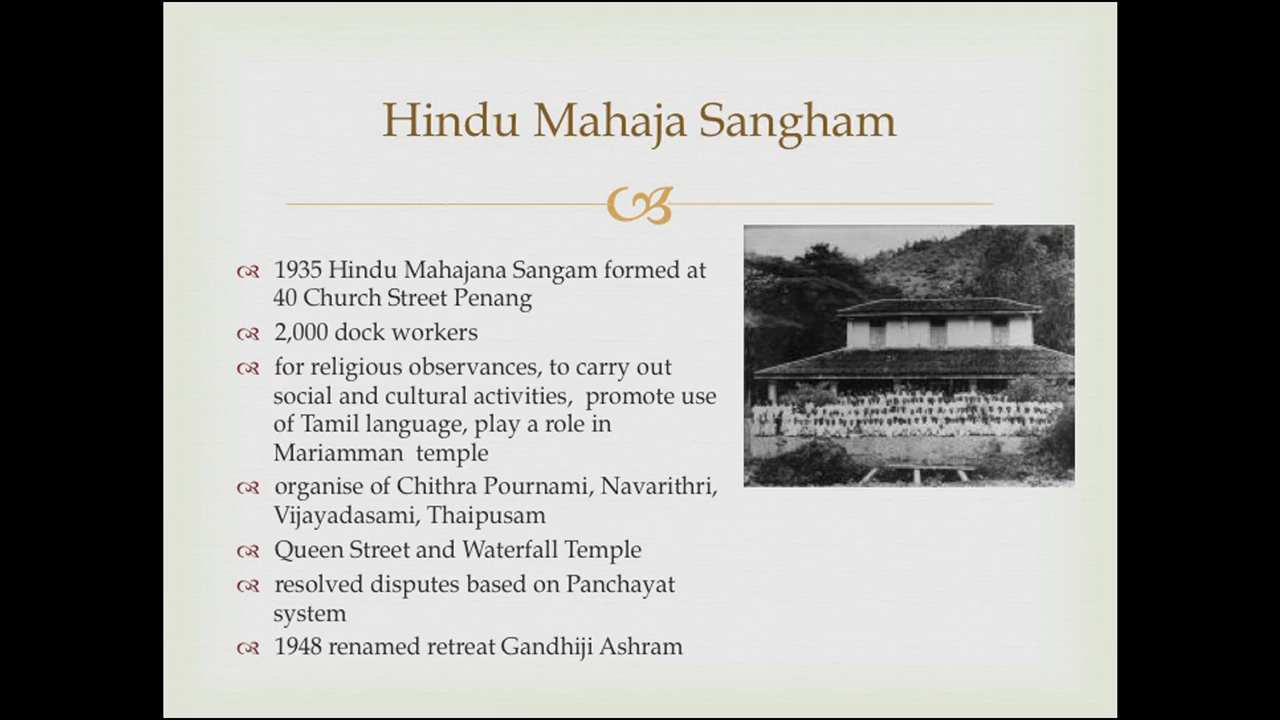 Hindu Mahaja Sangham
1935 Hindu Mahajana Sangam formed at
40 Church Street Penang
2,000 dock workers
for religious observances, to carry out
social and cultural activities,  promote use
of Tamil language, play a role in
Mariamman  temple
organise of Chithra Pournami, Navarithri,
Vijayadasami, Thaipusam
Queen Street and Waterfall Temple
resolved disputes based on Panchayat
system
1948 renamed retreat Gandhiji Ashram